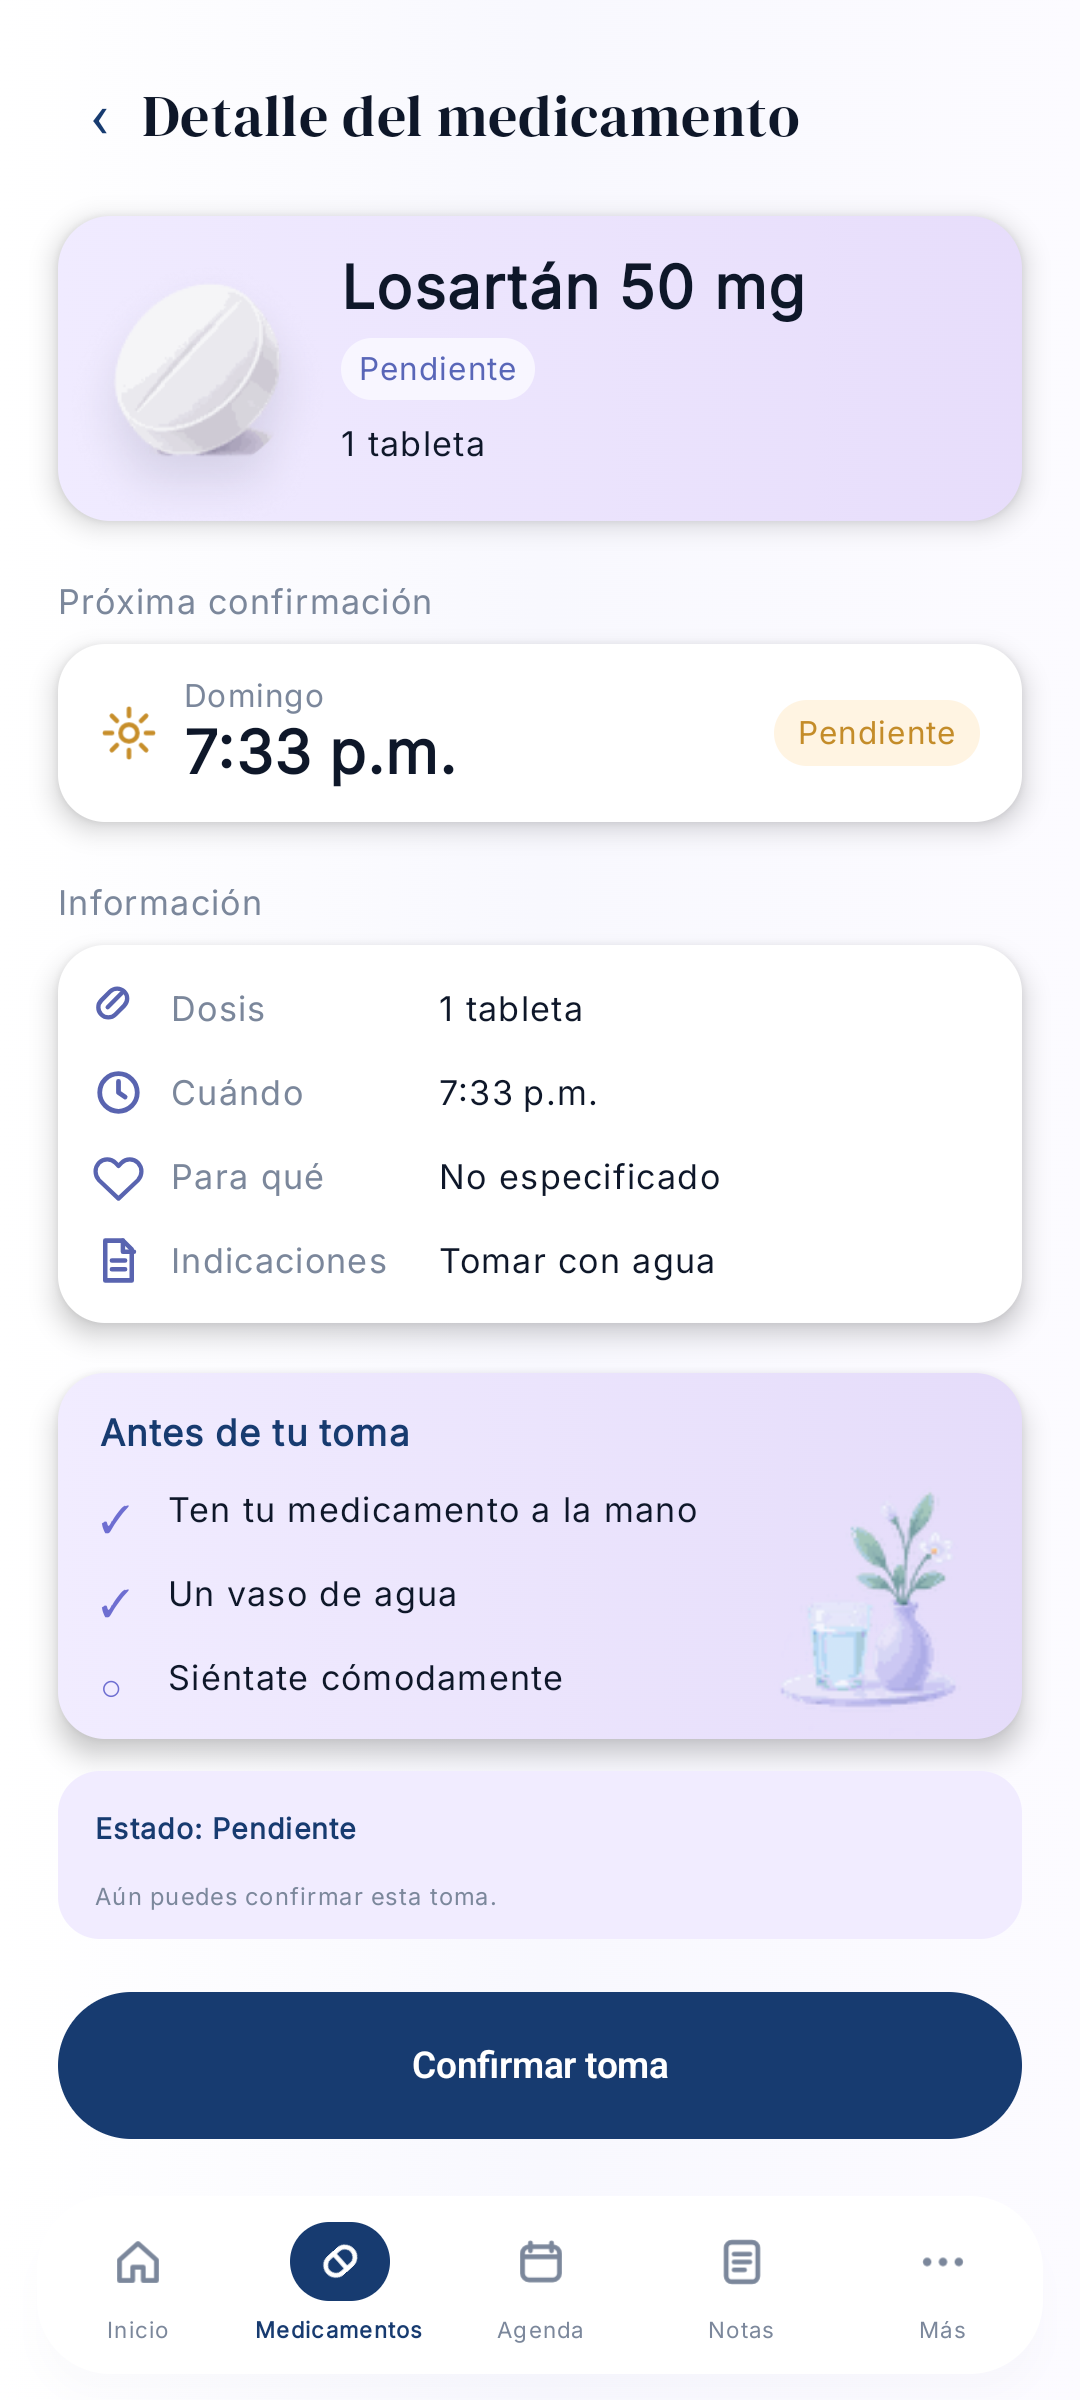 Detalle del medicamento
Losartán 50 mg
Pendiente
1 tableta
Próxima confirmación
Domingo
7:33 p.m.
Pendiente
Información
Dosis 1 tableta
Cuándo 7:33 p.m.
Para qué No especificado
Indicaciones Tomar con agua
Antes de tu toma
✓ Ten tu medicamento a la mano
✓ Un vaso de agua
○ Siéntate cómodamente
Estado: Pendiente
Aún puedes confirmar esta toma.
Confirmar toma
Inicio Medicamentos Agenda Notas Más